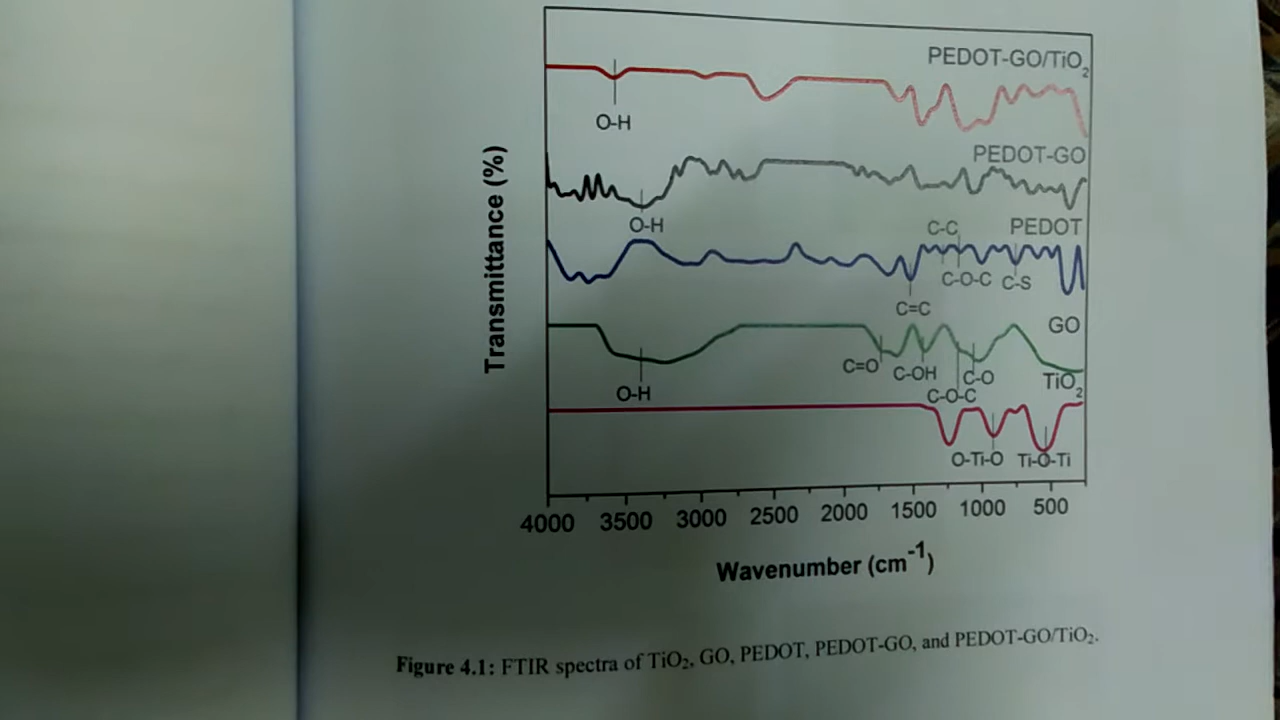 PEDOT-GO/TiO₂
O-H
PEDOT-GO
O-H
C-C
PEDOT
C-O-C
C-S
C=C
GO
C=O
C-OH
C-O
TiO₂
O-H
C-O-C
O-Ti-O
Ti-O-Ti
Transmittance (%)
4000 3500 3000 2500 2000 1500 1000 500
Wavenumber (cm⁻¹)
Figure 4.1: FTIR spectra of TiO₂, GO, PEDOT, PEDOT-GO, and PEDOT-GO/TiO₂.